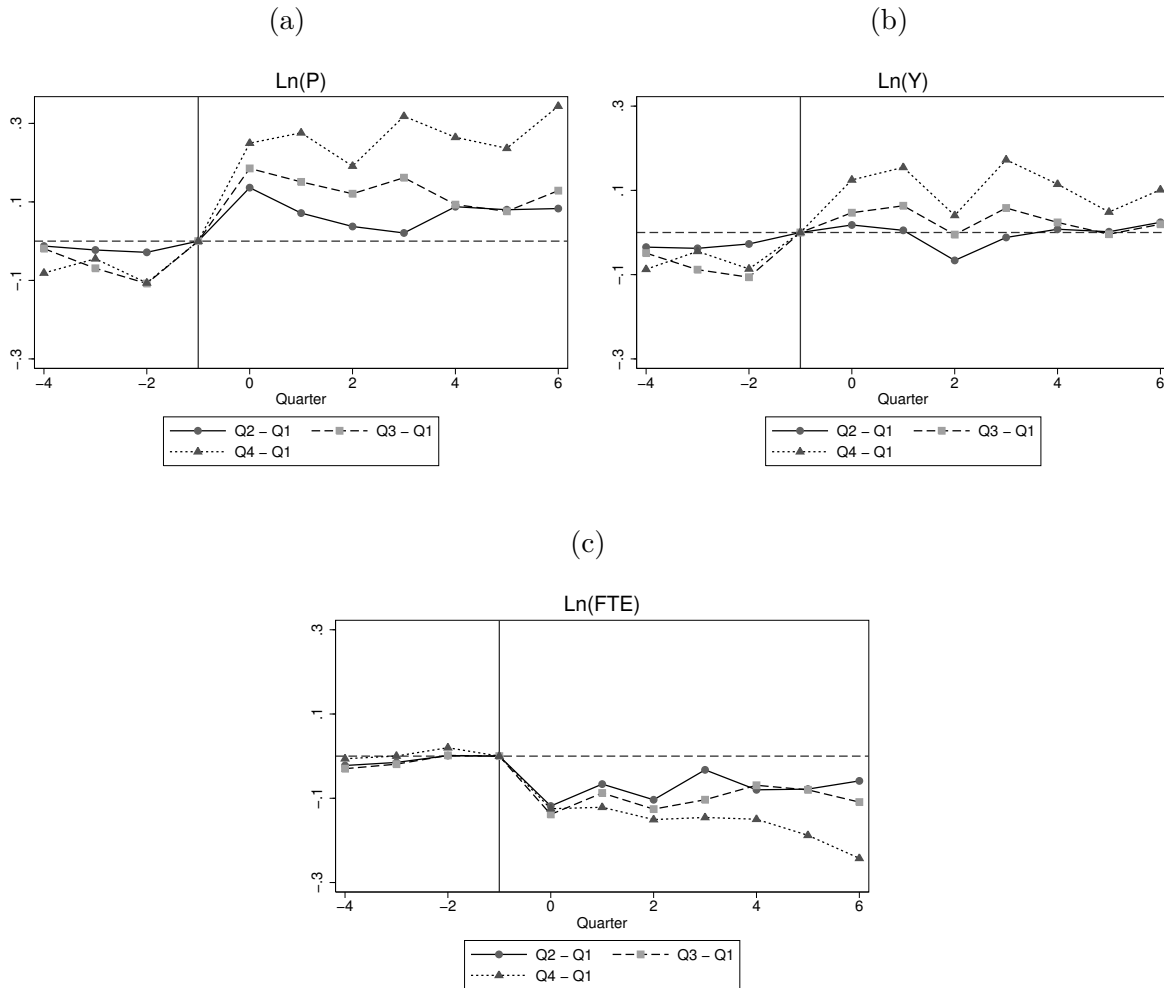 (a)
(b)
Ln(P)
Ln(Y)
.3
.1
-.1
-.3
-4
-2
0
2
4
6
Quarter
Q2 – Q1
Q3 – Q1
Q4 – Q1
.3
.1
-.1
-.3
-4
-2
0
2
4
6
Quarter
Q2 – Q1
Q3 – Q1
Q4 – Q1
(c)
Ln(FTE)
.3
.1
-.1
-.3
-4
-2
0
2
4
6
Quarter
Q2 – Q1
Q3 – Q1
Q4 – Q1